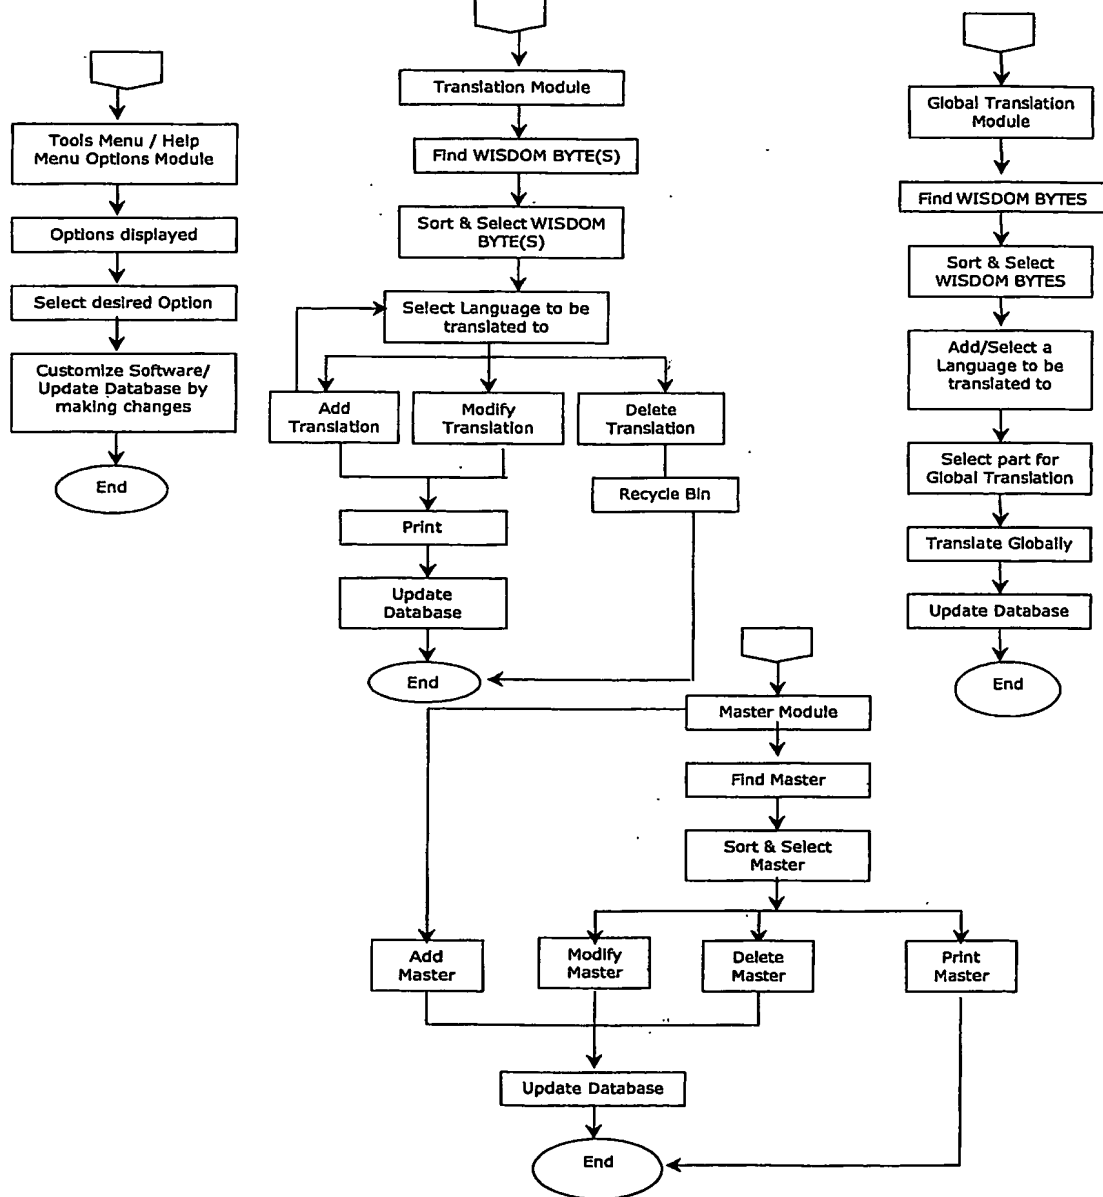 Tools Menu / Help
Menu Options Module
Options displayed
Select desired Option
Customize Software/
Update Database by
making changes
End
Translation Module
Find WISDOM BYTE(S)
Sort & Select WISDOM
BYTE(S)
Select Language to be
translated to
Add
Translation
Modify
Translation
Delete
Translation
Recycle Bin
Print
Update
Database
End
Global Translation
Module
Find WISDOM BYTES
Sort & Select
WISDOM BYTES
Add/Select a
Language to be
translated to
Select part for
Global Translation
Translate Globally
Update Database
End
Master Module
Find Master
Sort & Select
Master
Add
Master
Modify
Master
Delete
Master
Print
Master
Update Database
End